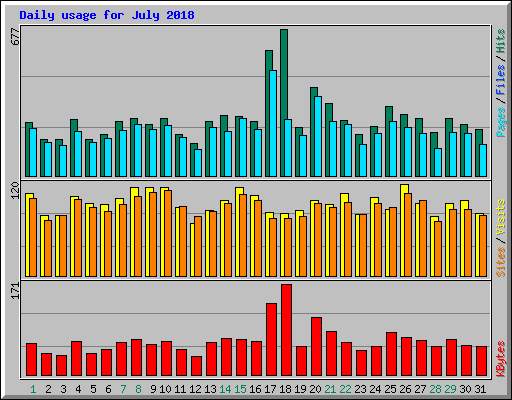 Daily usage for July 2018
677
Pages / Files / Hits
120
Sites / Visits
171
KBytes
1 2 3 4 5 6 7 8 9 10 11 12 13 14 15 16 17 18 19 20 21 22 23 24 25 26 27 28 29 30 31